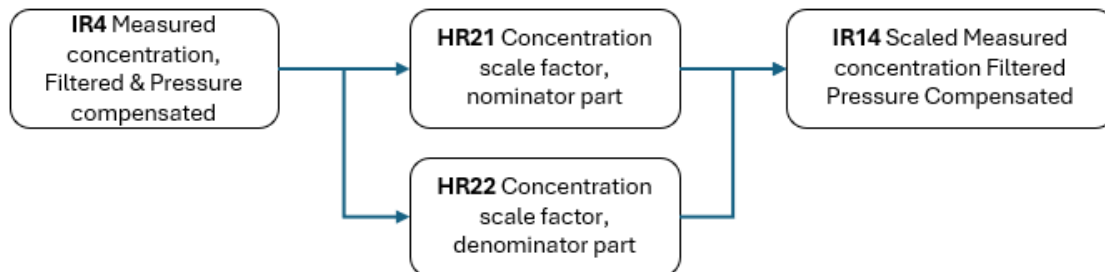 IR4 Measured
concentration,
Filtered & Pressure
compensated
HR21 Concentration
scale factor,
nominator part
IR14 Scaled Measured
concentration Filtered
Pressure Compensated
HR22 Concentration
scale factor,
denominator part